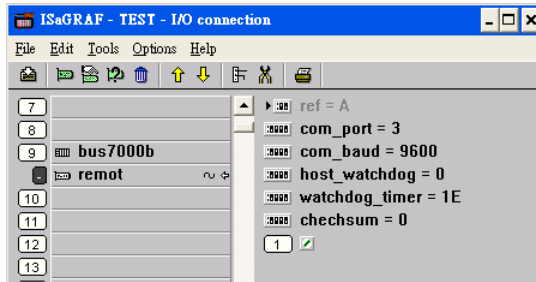 ISaGRAF - TEST - I/O connection
File Edit Tools Options Help
7
8
9 bus7000b
remot
10
11
12
13
ref = A
com_port = 3
com_baud = 9600
host_watchdog = 0
watchdog_timer = 1E
chechsum = 0
1